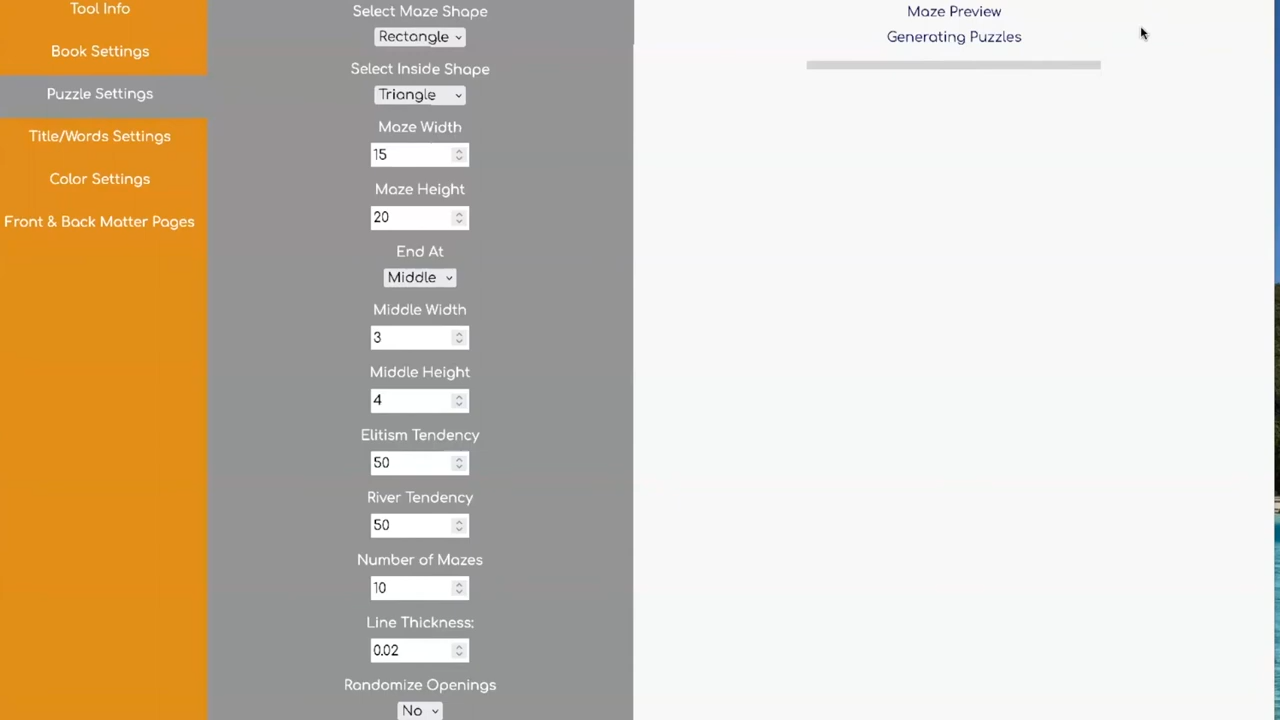 Tool Info
Book Settings
Puzzle Settings
Title/Words Settings
Color Settings
Front & Back Matter Pages
Select Maze Shape
Rectangle
Select Inside Shape
Triangle
Maze Width
15
Maze Height
20
End At
Middle
Middle Width
3
Middle Height
4
Elitism Tendency
50
River Tendency
50
Number of Mazes
10
Line Thickness:
0.02
Randomize Openings
No
Maze Preview
Generating Puzzles